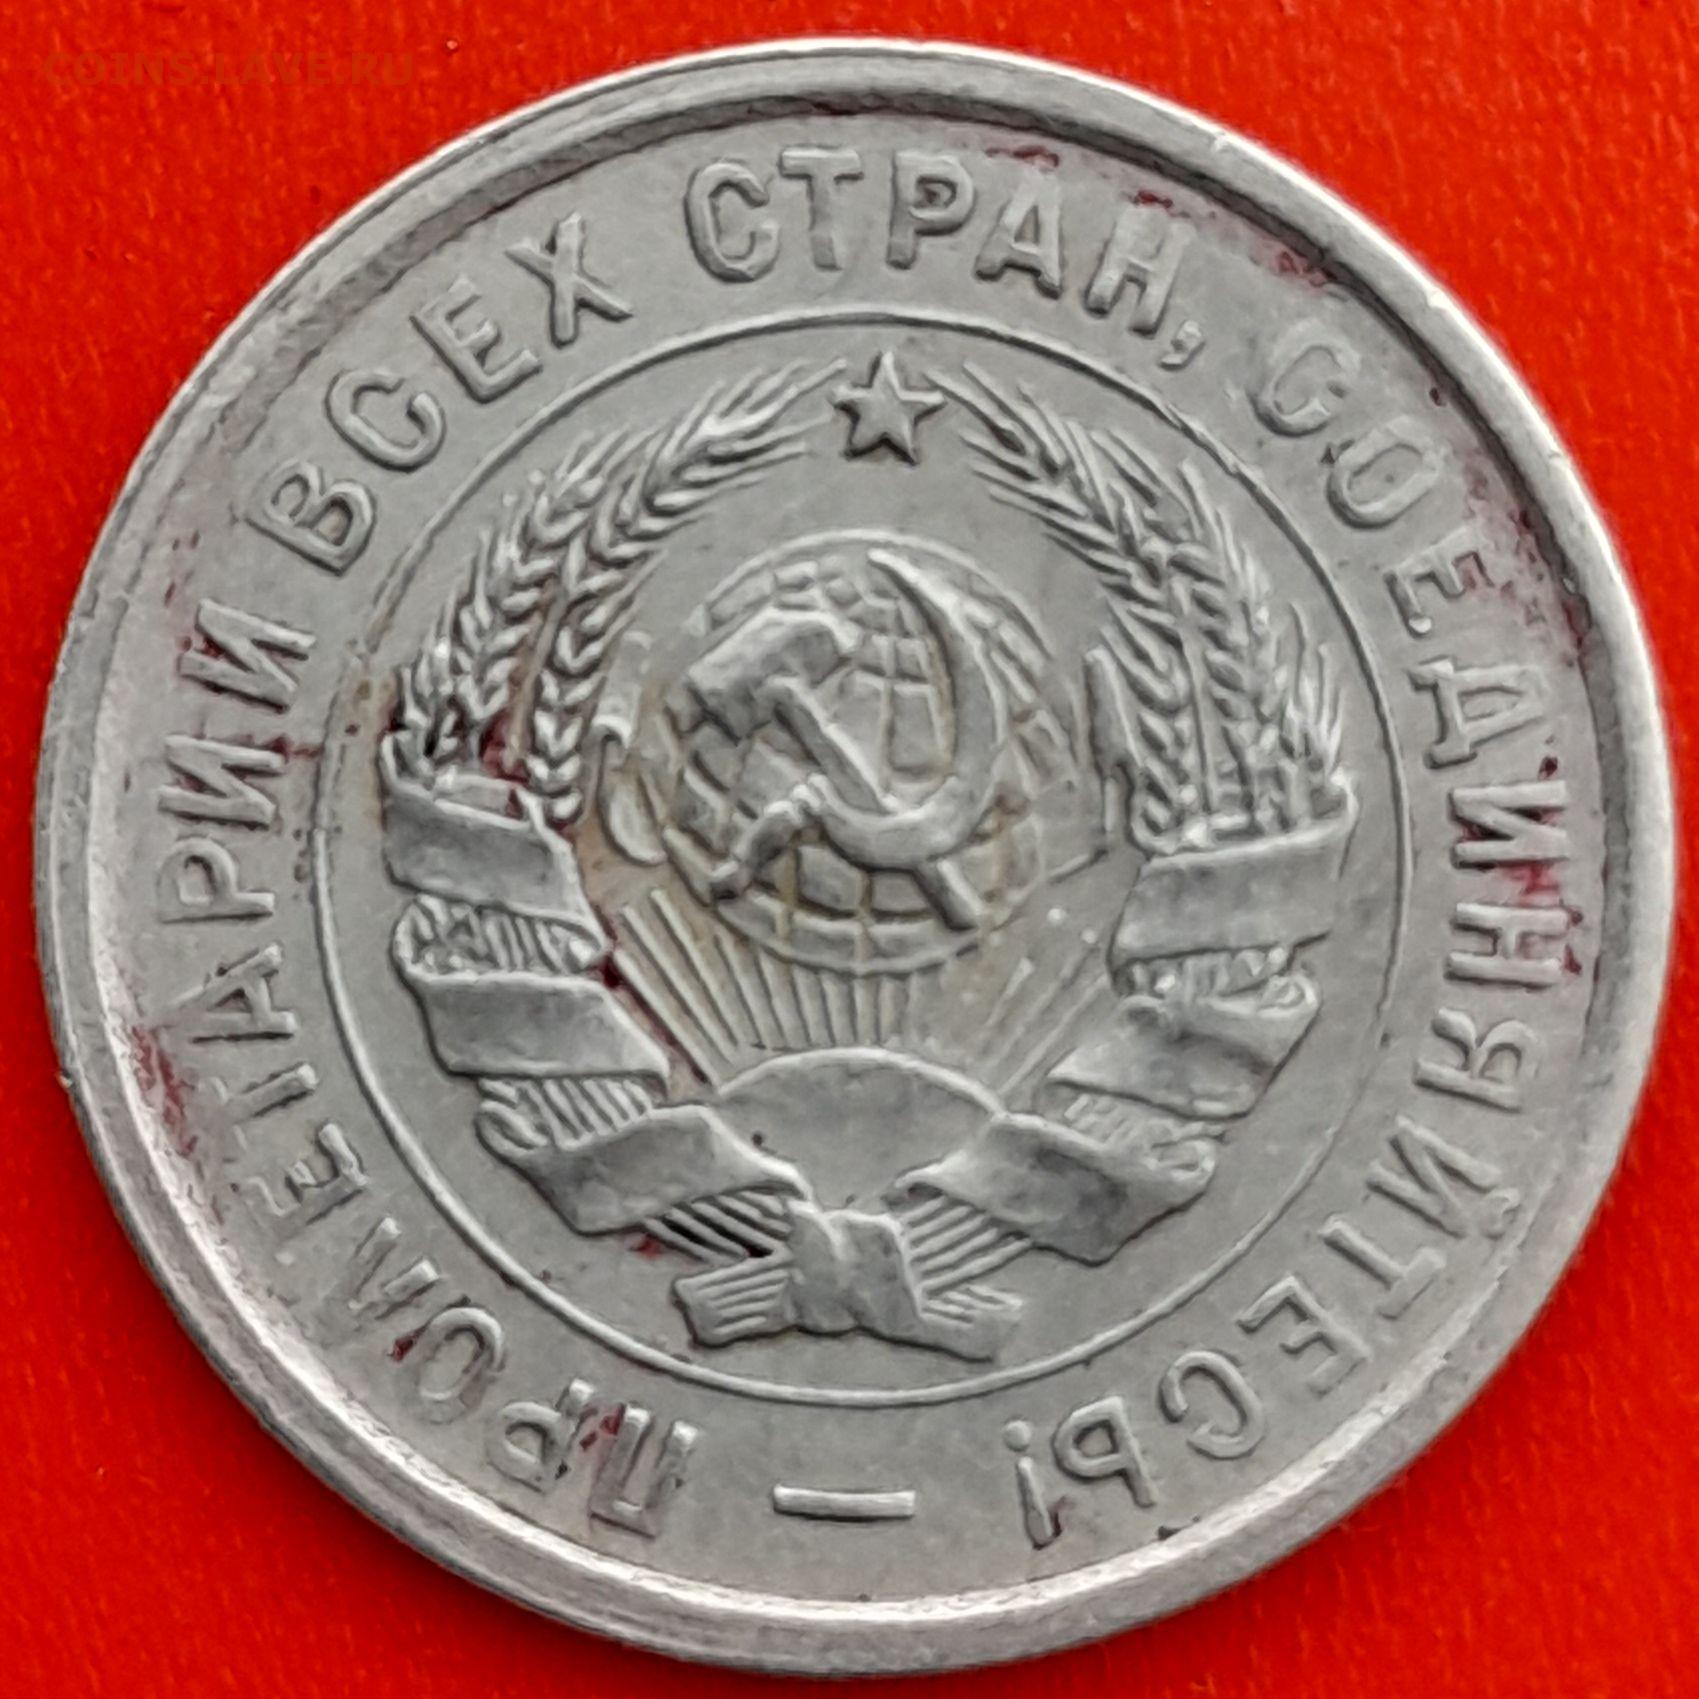 COINS.LAVE.RU
ПРОЛЕТАРИИ ВСЕХ СТРАН, СОЕДИНЯЙТЕСЬ! —